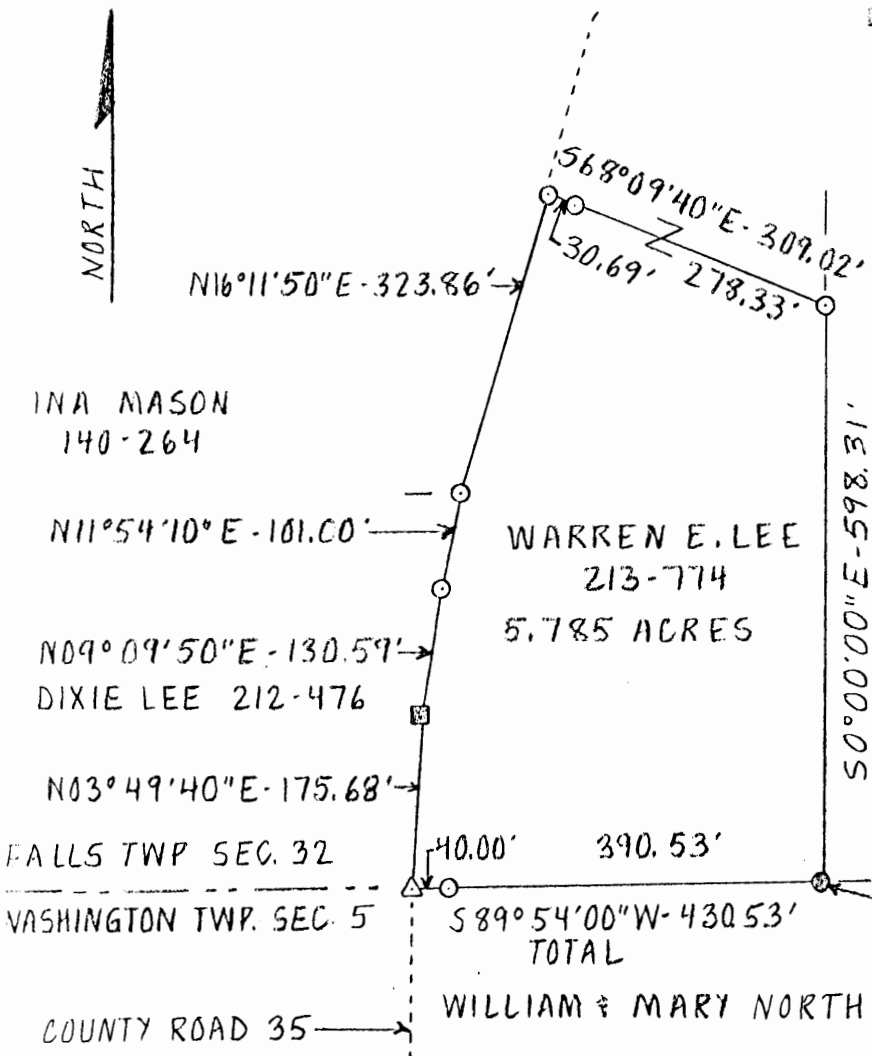 NORTH
S68°09'40"E - 309.02'
30.69'
278.33'
N16°11'50"E - 323.86'
INA MASON
140-264
N11°54'10"E - 101.00'
WARREN E. LEE
213-774
5.785 ACRES
N09°09'50"E - 130.59'
DIXIE LEE 212-476
S0°00'00"E - 598.31'
N03°49'40"E - 175.68'
FALLS TWP SEC. 32
40.00'
390.53'
WASHINGTON TWP. SEC. 5
S89°54'00"W - 430.53'
TOTAL
WILLIAM & MARY NORTH
COUNTY ROAD 35